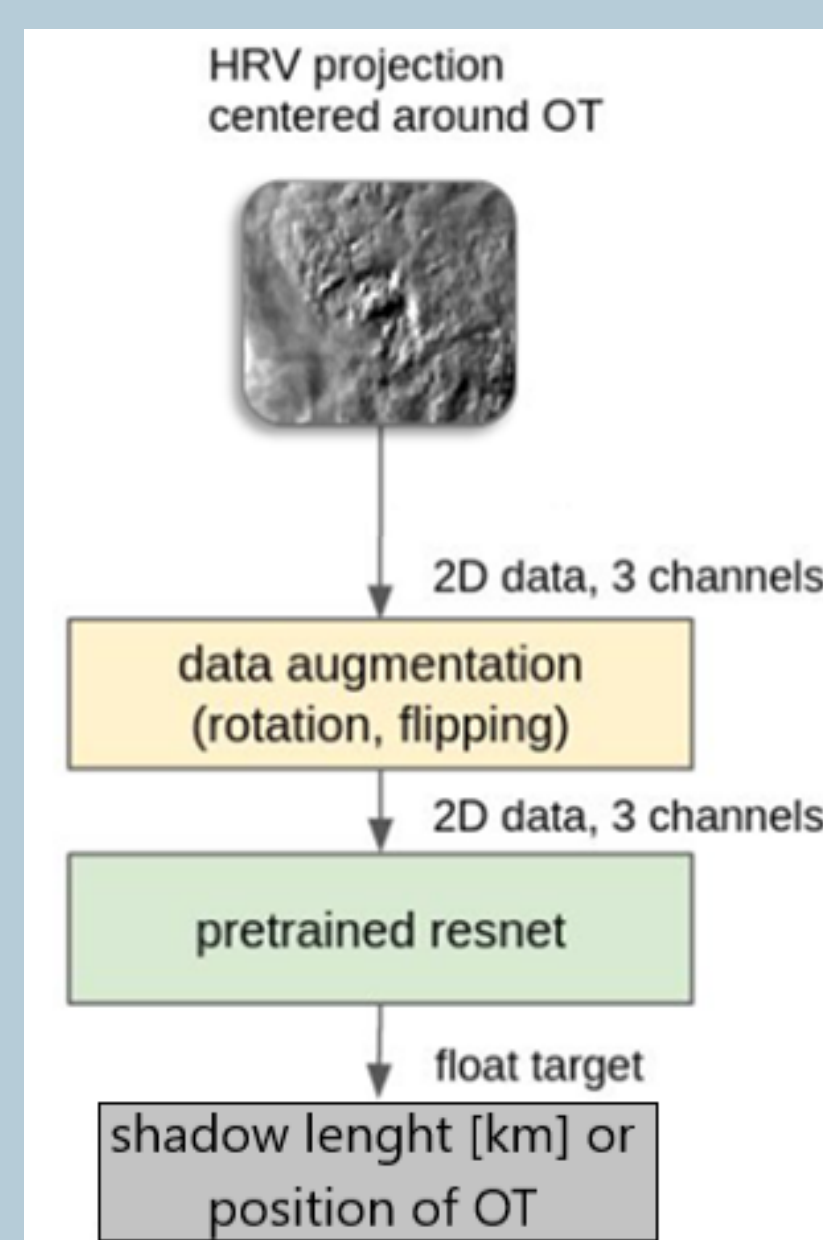 HRV projection
centered around OT
2D data, 3 channels
data augmentation
(rotation, flipping)
2D data, 3 channels
pretrained resnet
float target
shadow lenght [km] or
position of OT